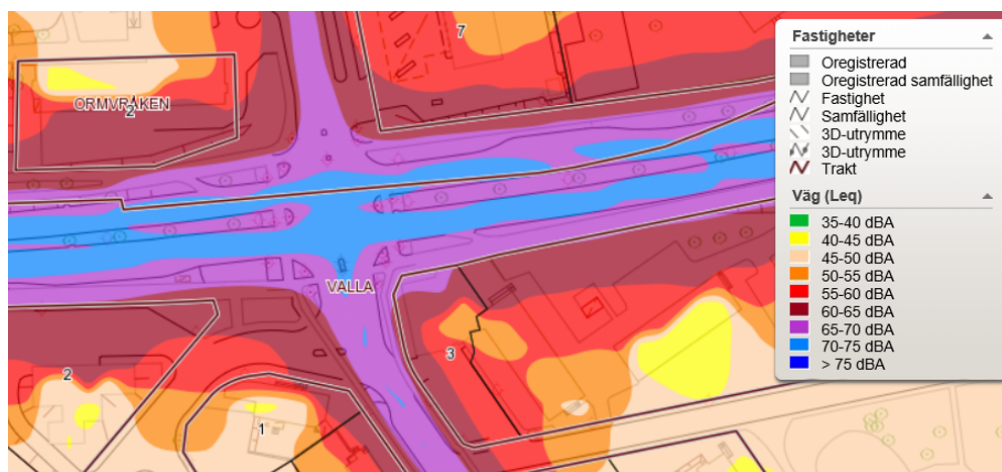 7
ORMVRÅKEN
2
VALLA
3
2
1
Fastigheter
Oregistrerad
Oregistrerad samfällighet
Fastighet
Samfällighet
3D-utrymme
3D-utrymme
Trakt
Väg (Leq)
35-40 dBA
40-45 dBA
45-50 dBA
50-55 dBA
55-60 dBA
60-65 dBA
65-70 dBA
70-75 dBA
> 75 dBA